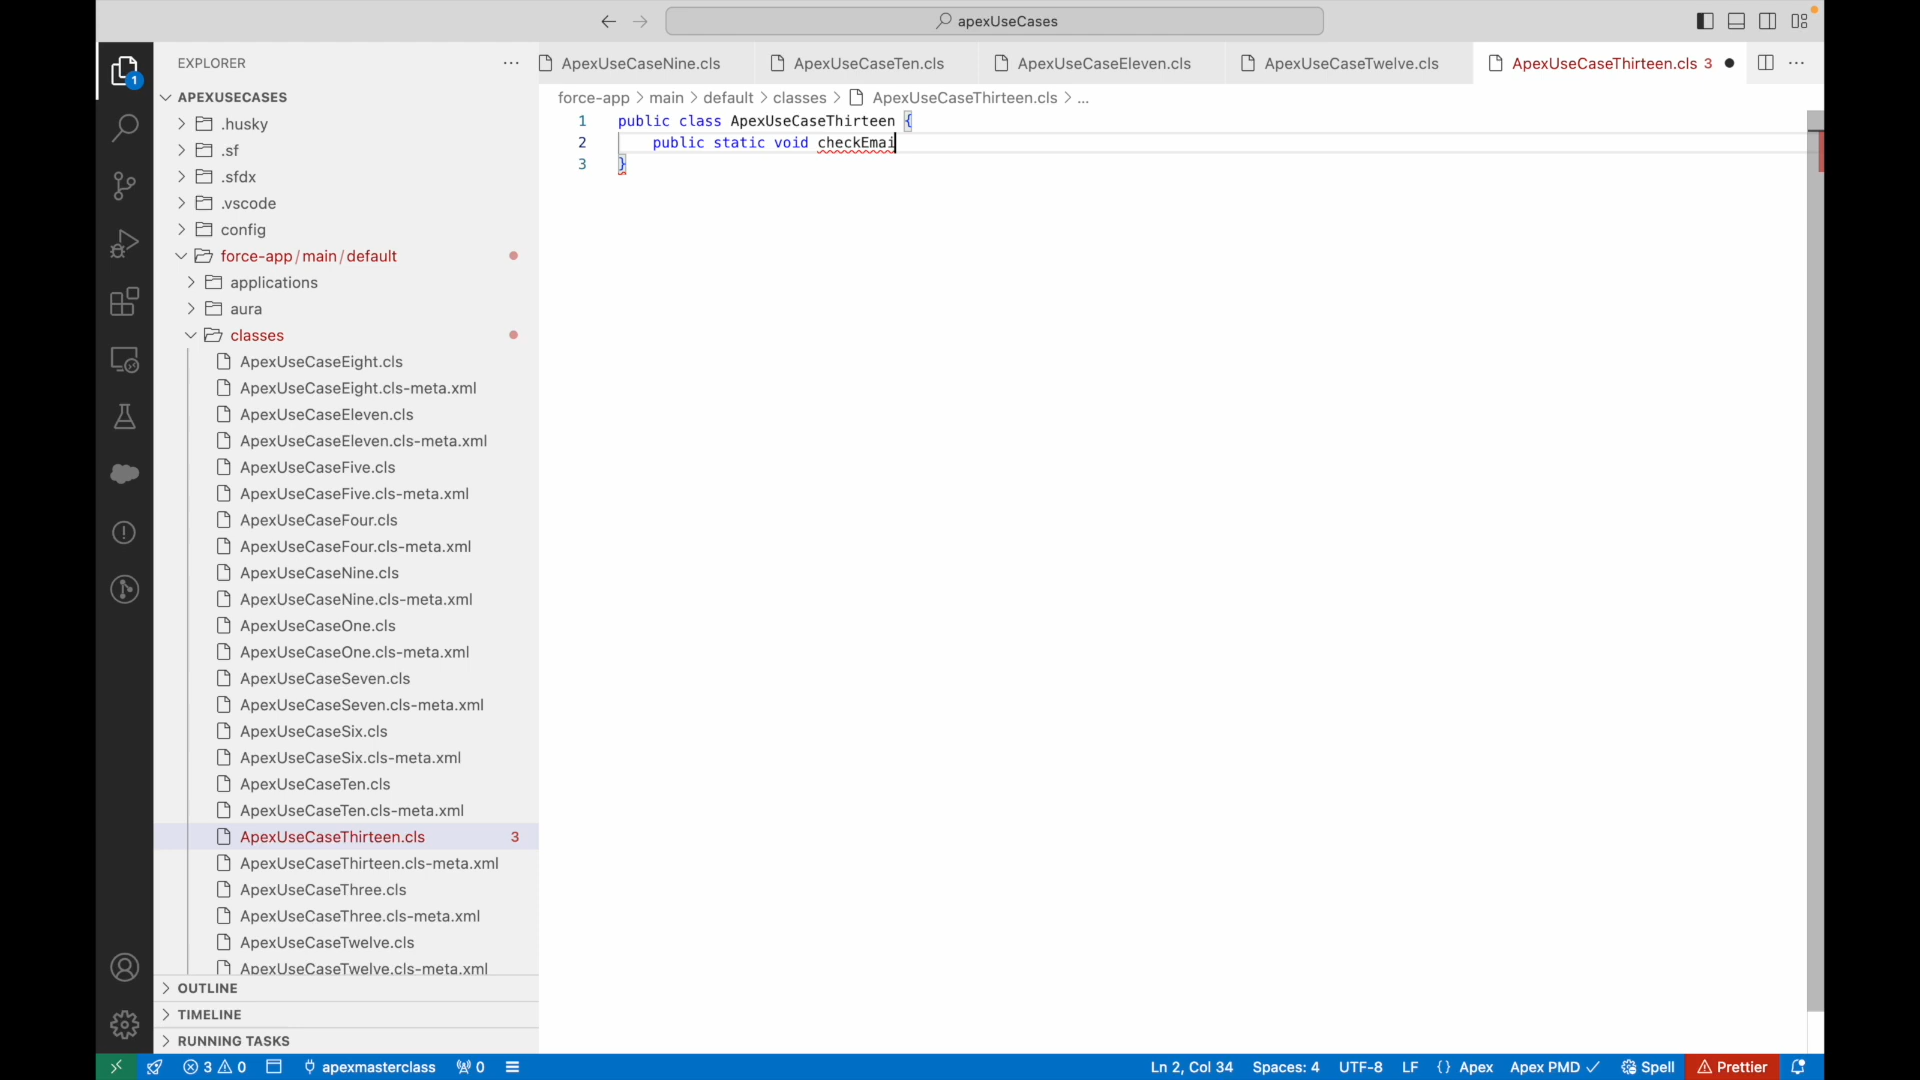 apexUseCases
1
EXPLORER
ApexUseCaseNine.cls
ApexUseCaseTen.cls
ApexUseCaseEleven.cls
ApexUseCaseTwelve.cls
ApexUseCaseThirteen.cls 3
force-app > main > default > classes > ApexUseCaseThirteen.cls > ...
1 public class ApexUseCaseThirteen {
2 public static void checkEmai
3 }
APEXUSECASES
.husky
.sf
.sfdx
.vscode
config
force-app/main/default
applications
aura
classes
ApexUseCaseEight.cls
ApexUseCaseEight.cls-meta.xml
ApexUseCaseEleven.cls
ApexUseCaseEleven.cls-meta.xml
ApexUseCaseFive.cls
ApexUseCaseFive.cls-meta.xml
ApexUseCaseFour.cls
ApexUseCaseFour.cls-meta.xml
ApexUseCaseNine.cls
ApexUseCaseNine.cls-meta.xml
ApexUseCaseOne.cls
ApexUseCaseOne.cls-meta.xml
ApexUseCaseSeven.cls
ApexUseCaseSeven.cls-meta.xml
ApexUseCaseSix.cls
ApexUseCaseSix.cls-meta.xml
ApexUseCaseTen.cls
ApexUseCaseTen.cls-meta.xml
ApexUseCaseThirteen.cls 3
ApexUseCaseThirteen.cls-meta.xml
ApexUseCaseThree.cls
ApexUseCaseThree.cls-meta.xml
ApexUseCaseTwelve.cls
ApexUseCaseTwelve.cls-meta.xml
OUTLINE
TIMELINE
RUNNING TASKS
3 0 apexmasterclass 0 Ln 2, Col 34 Spaces: 4 UTF-8 LF {} Apex Apex PMD Spell Prettier